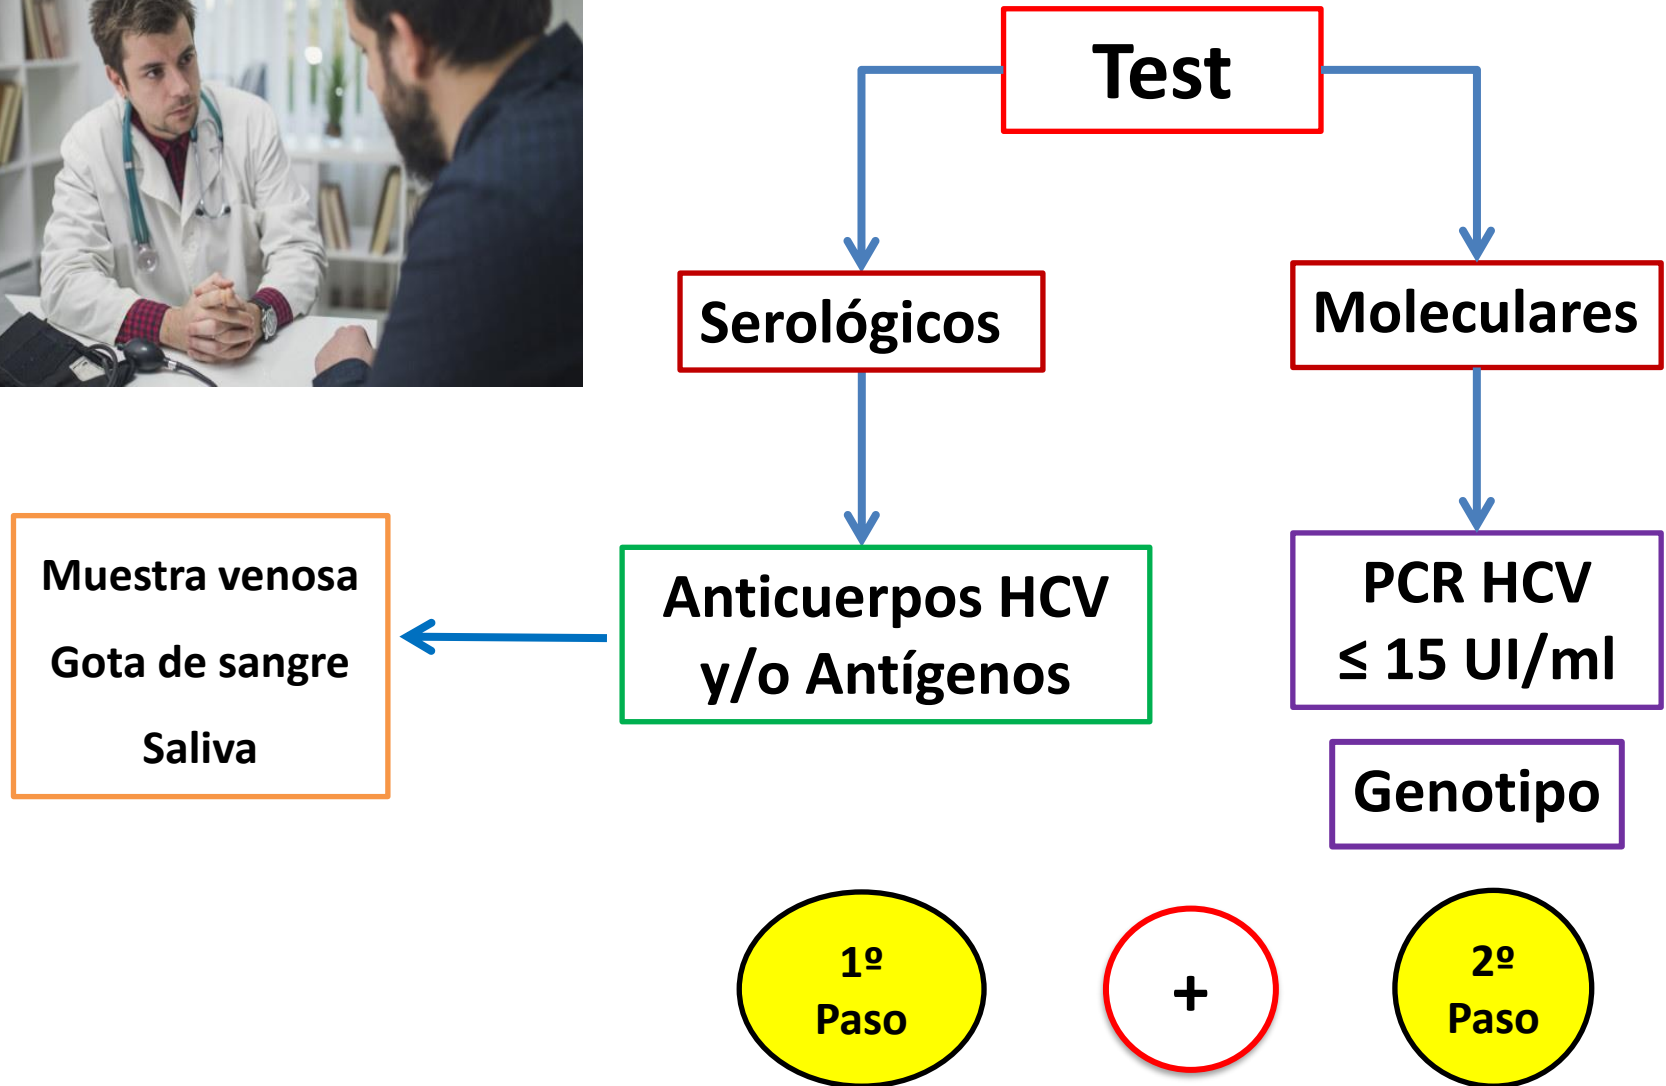 Test
Serológicos
Moleculares
Muestra venosa
Gota de sangre
Saliva
Anticuerpos HCV
y/o Antígenos
PCR HCV
≤ 15 UI/ml
Genotipo
1º
Paso
+
2º
Paso